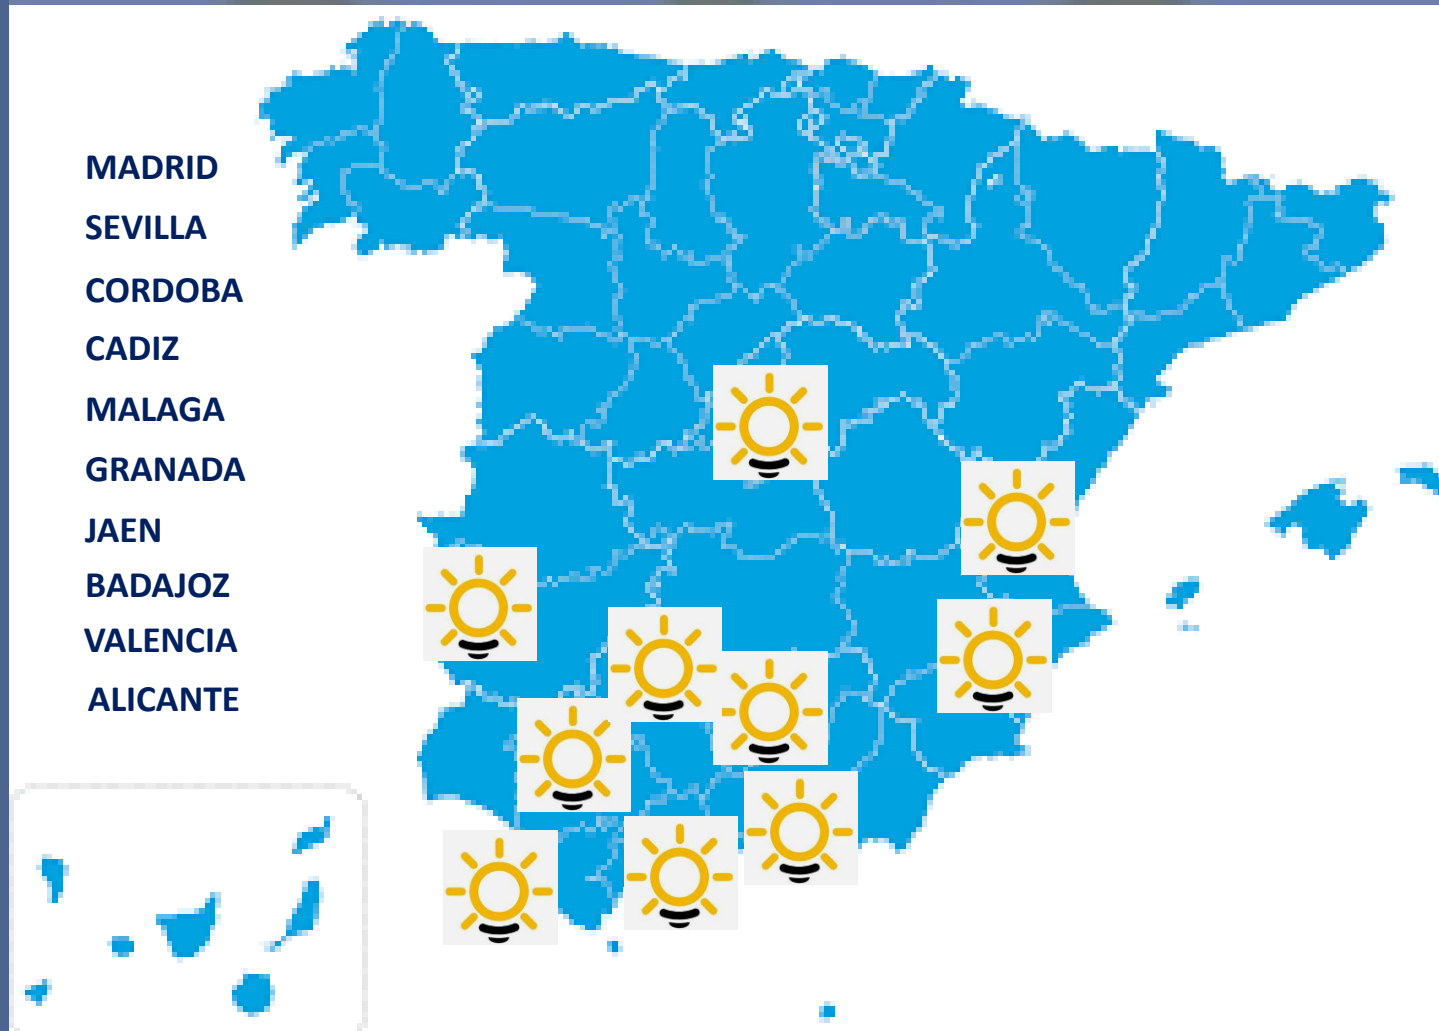 MADRID
SEVILLA
CORDOBA
CADIZ
MALAGA
GRANADA
JAEN
BADAJOZ
VALENCIA
ALICANTE